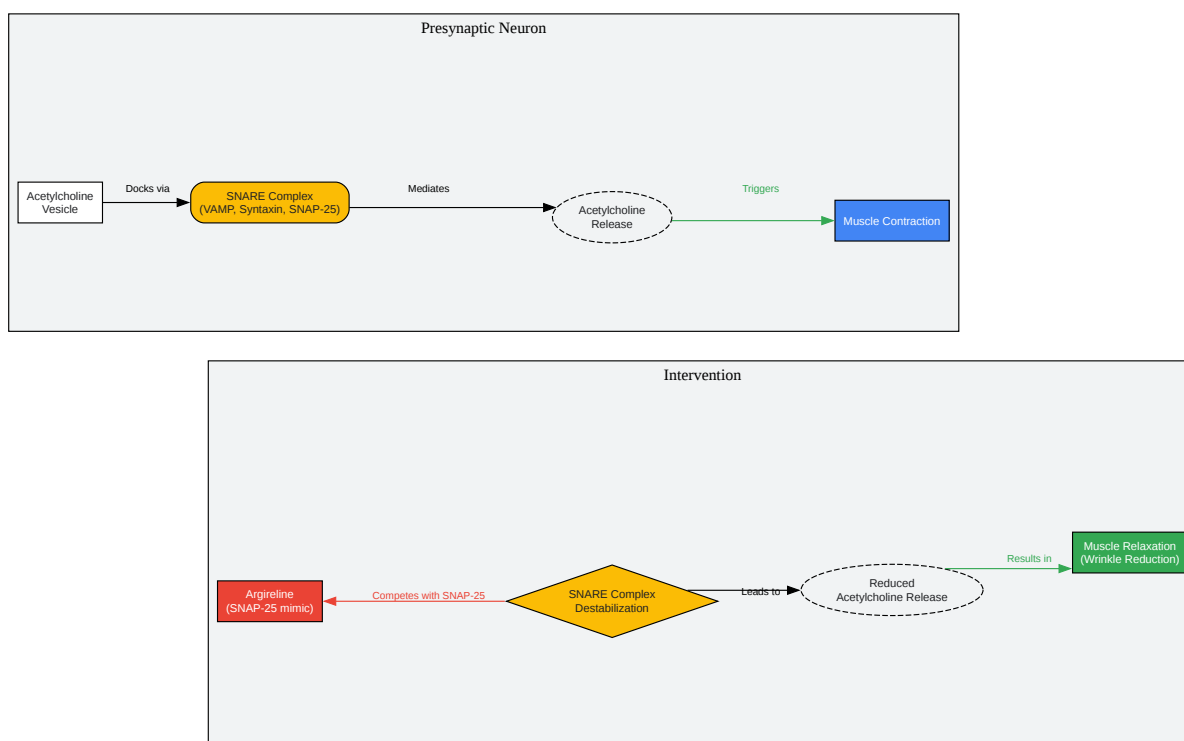 Presynaptic Neuron
Acetylcholine
Vesicle
Docks via
SNARE Complex
(VAMP, Syntaxin, SNAP-25)
Mediates
Acetylcholine
Release
Triggers
Muscle Contraction
Intervention
Argireline
(SNAP-25 mimic)
Competes with SNAP-25
SNARE Complex
Destabilization
Leads to
Reduced
Acetylcholine Release
Results in
Muscle Relaxation
(Wrinkle Reduction)